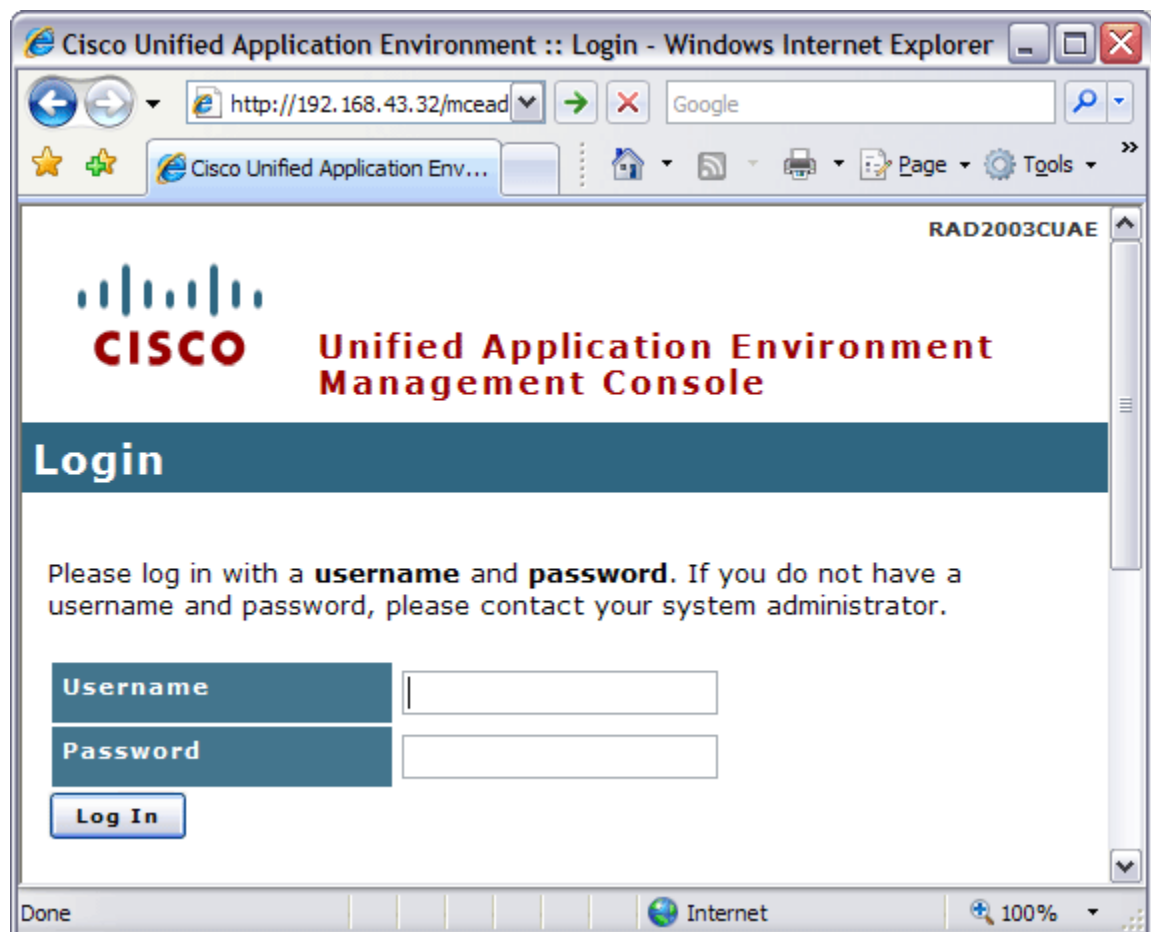 Cisco Unified Application Environment :: Login - Windows Internet Explorer
http://192.168.43.32/mcead
Google
Cisco Unified Application Env...
Page
Tools
»
RAD2003CUAE
CISCO
Unified Application Environment
Management Console
Login
Please log in with a username and password. If you do not have a
username and password, please contact your system administrator.
Username
Password
Log In
Done
Internet
100%